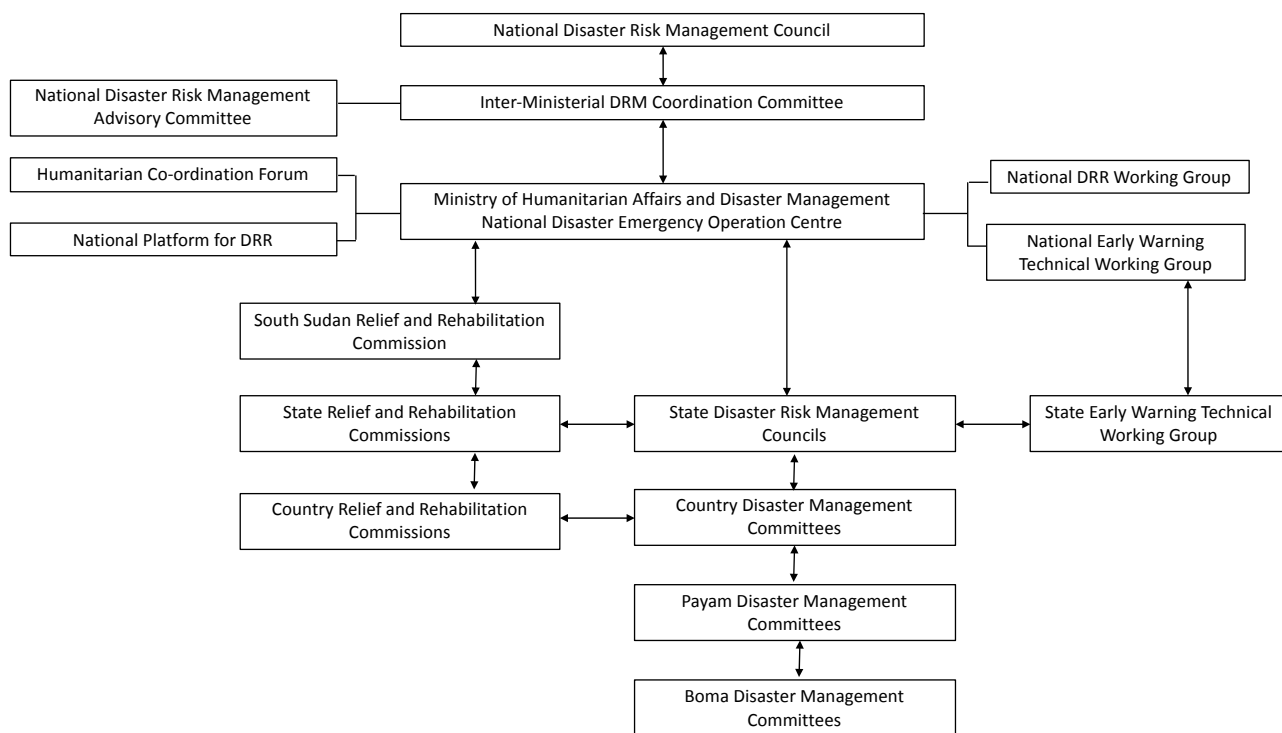 National Disaster Risk Management Council
National Disaster Risk Management
Advisory Committee
Inter-Ministerial DRM Coordination Committee
Humanitarian Co-ordination Forum
National Platform for DRR
Ministry of Humanitarian Affairs and Disaster Management
National Disaster Emergency Operation Centre
National DRR Working Group
National Early Warning
Technical Working Group
South Sudan Relief and Rehabilitation
Commission
State Relief and Rehabilitation
Commissions
State Disaster Risk Management
Councils
State Early Warning Technical
Working Group
Country Relief and Rehabilitation
Commissions
Country Disaster Management
Committees
Payam Disaster Management
Committees
Boma Disaster Management
Committees